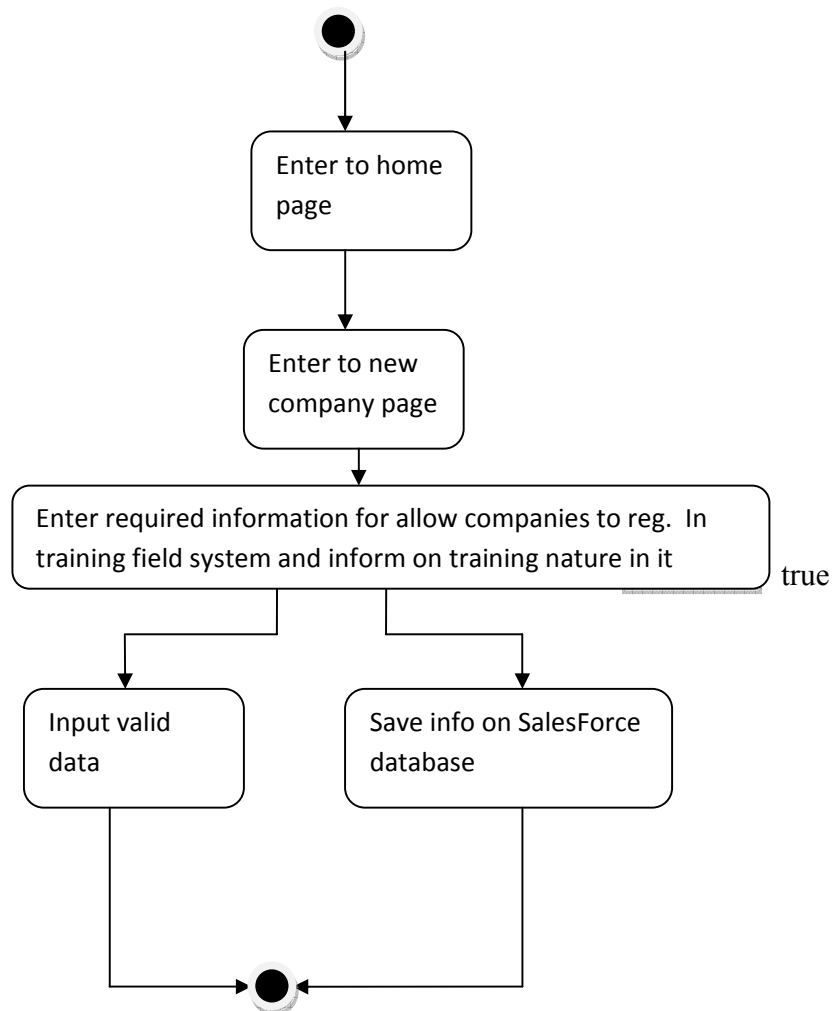 Enter to home
page
Enter to new
company page
Enter required information for allow companies to reg.  In
training field system and inform on training nature in it
true
Input valid
data
Save info on SalesForce
database